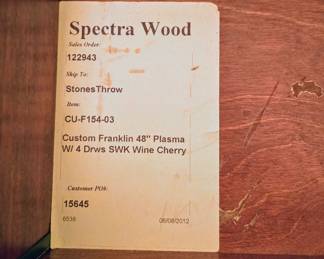 Spectra Wood
Sales Order:
122943
Ship To:
StonesThrow
Item:
CU-F154-03
Custom Franklin 48" Plasma
W/ 4 Drws SWK Wine Cherry
Customer PO#:
15645
6536 06/08/2012